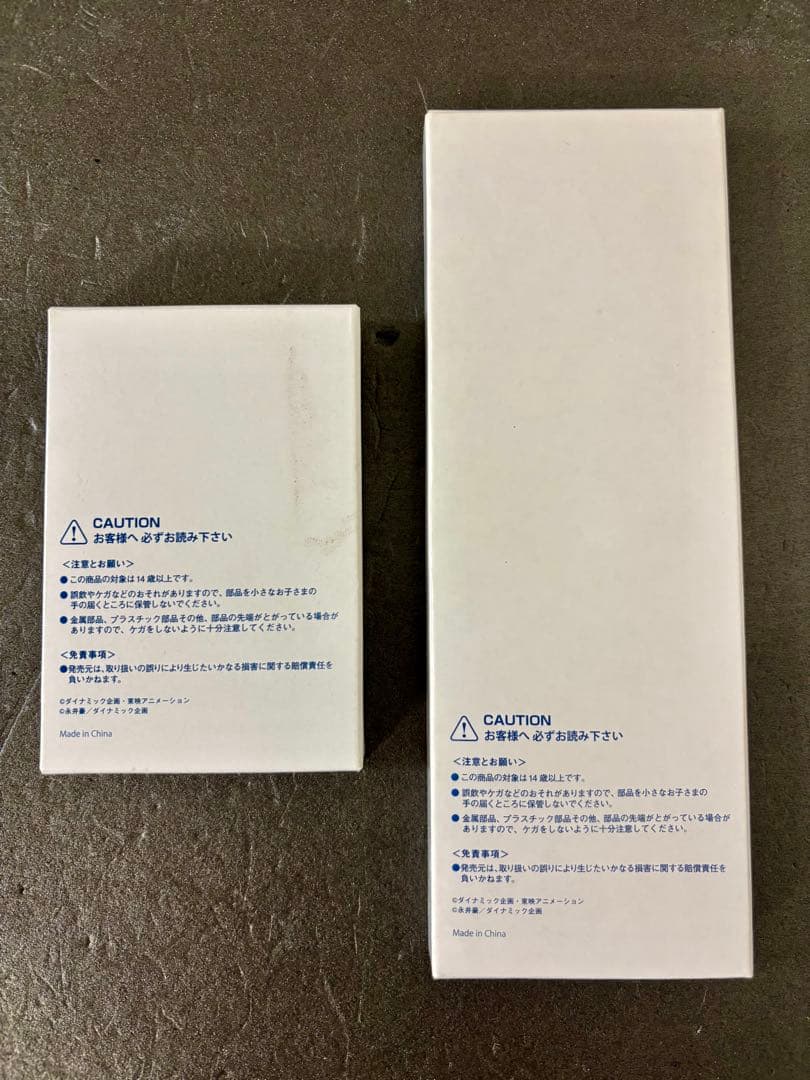 CAUTION
お客様へ 必ずお読み下さい
＜注意とお願い＞
●この商品の対象は14歳以上です。
●誤飲やケガなどのおそれがありますので、部品を小さなお子さまの
手の届くところに保管しないでください。
●金属部品、プラスチック部品その他、部品の先端がとがっている場合が
ありますので、ケガをしないように十分注意してください。
＜免責事項＞
●発売元は、取り扱いの誤りにより生じたいかなる損害に関する賠償責任を
負いかねます。
©ダイナミック企画・東映アニメーション
©永井豪／ダイナミック企画
Made in China
CAUTION
お客様へ 必ずお読み下さい
＜注意とお願い＞
●この商品の対象は14歳以上です。
●誤飲やケガなどのおそれがありますので、部品を小さなお子さまの
手の届くところに保管しないでください。
●金属部品、プラスチック部品その他、部品の先端がとがっている場合が
ありますので、ケガをしないように十分注意してください。
＜免責事項＞
●発売元は、取り扱いの誤りにより生じたいかなる損害に関する賠償責任を
負いかねます。
©ダイナミック企画・東映アニメーション
©永井豪／ダイナミック企画
Made in China